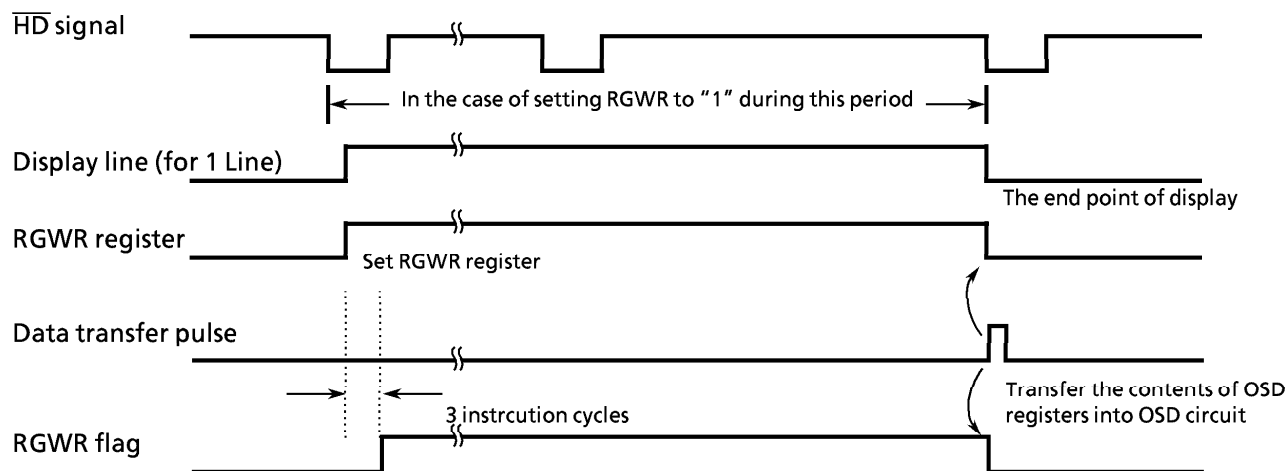 HD signal
In the case of setting RGWR to “1” during this period
Display line (for 1 Line)
The end point of display
RGWR register
Set RGWR register
Data transfer pulse
Transfer the contents of OSD
registers into OSD circuit
3 instrcution cycles
RGWR flag